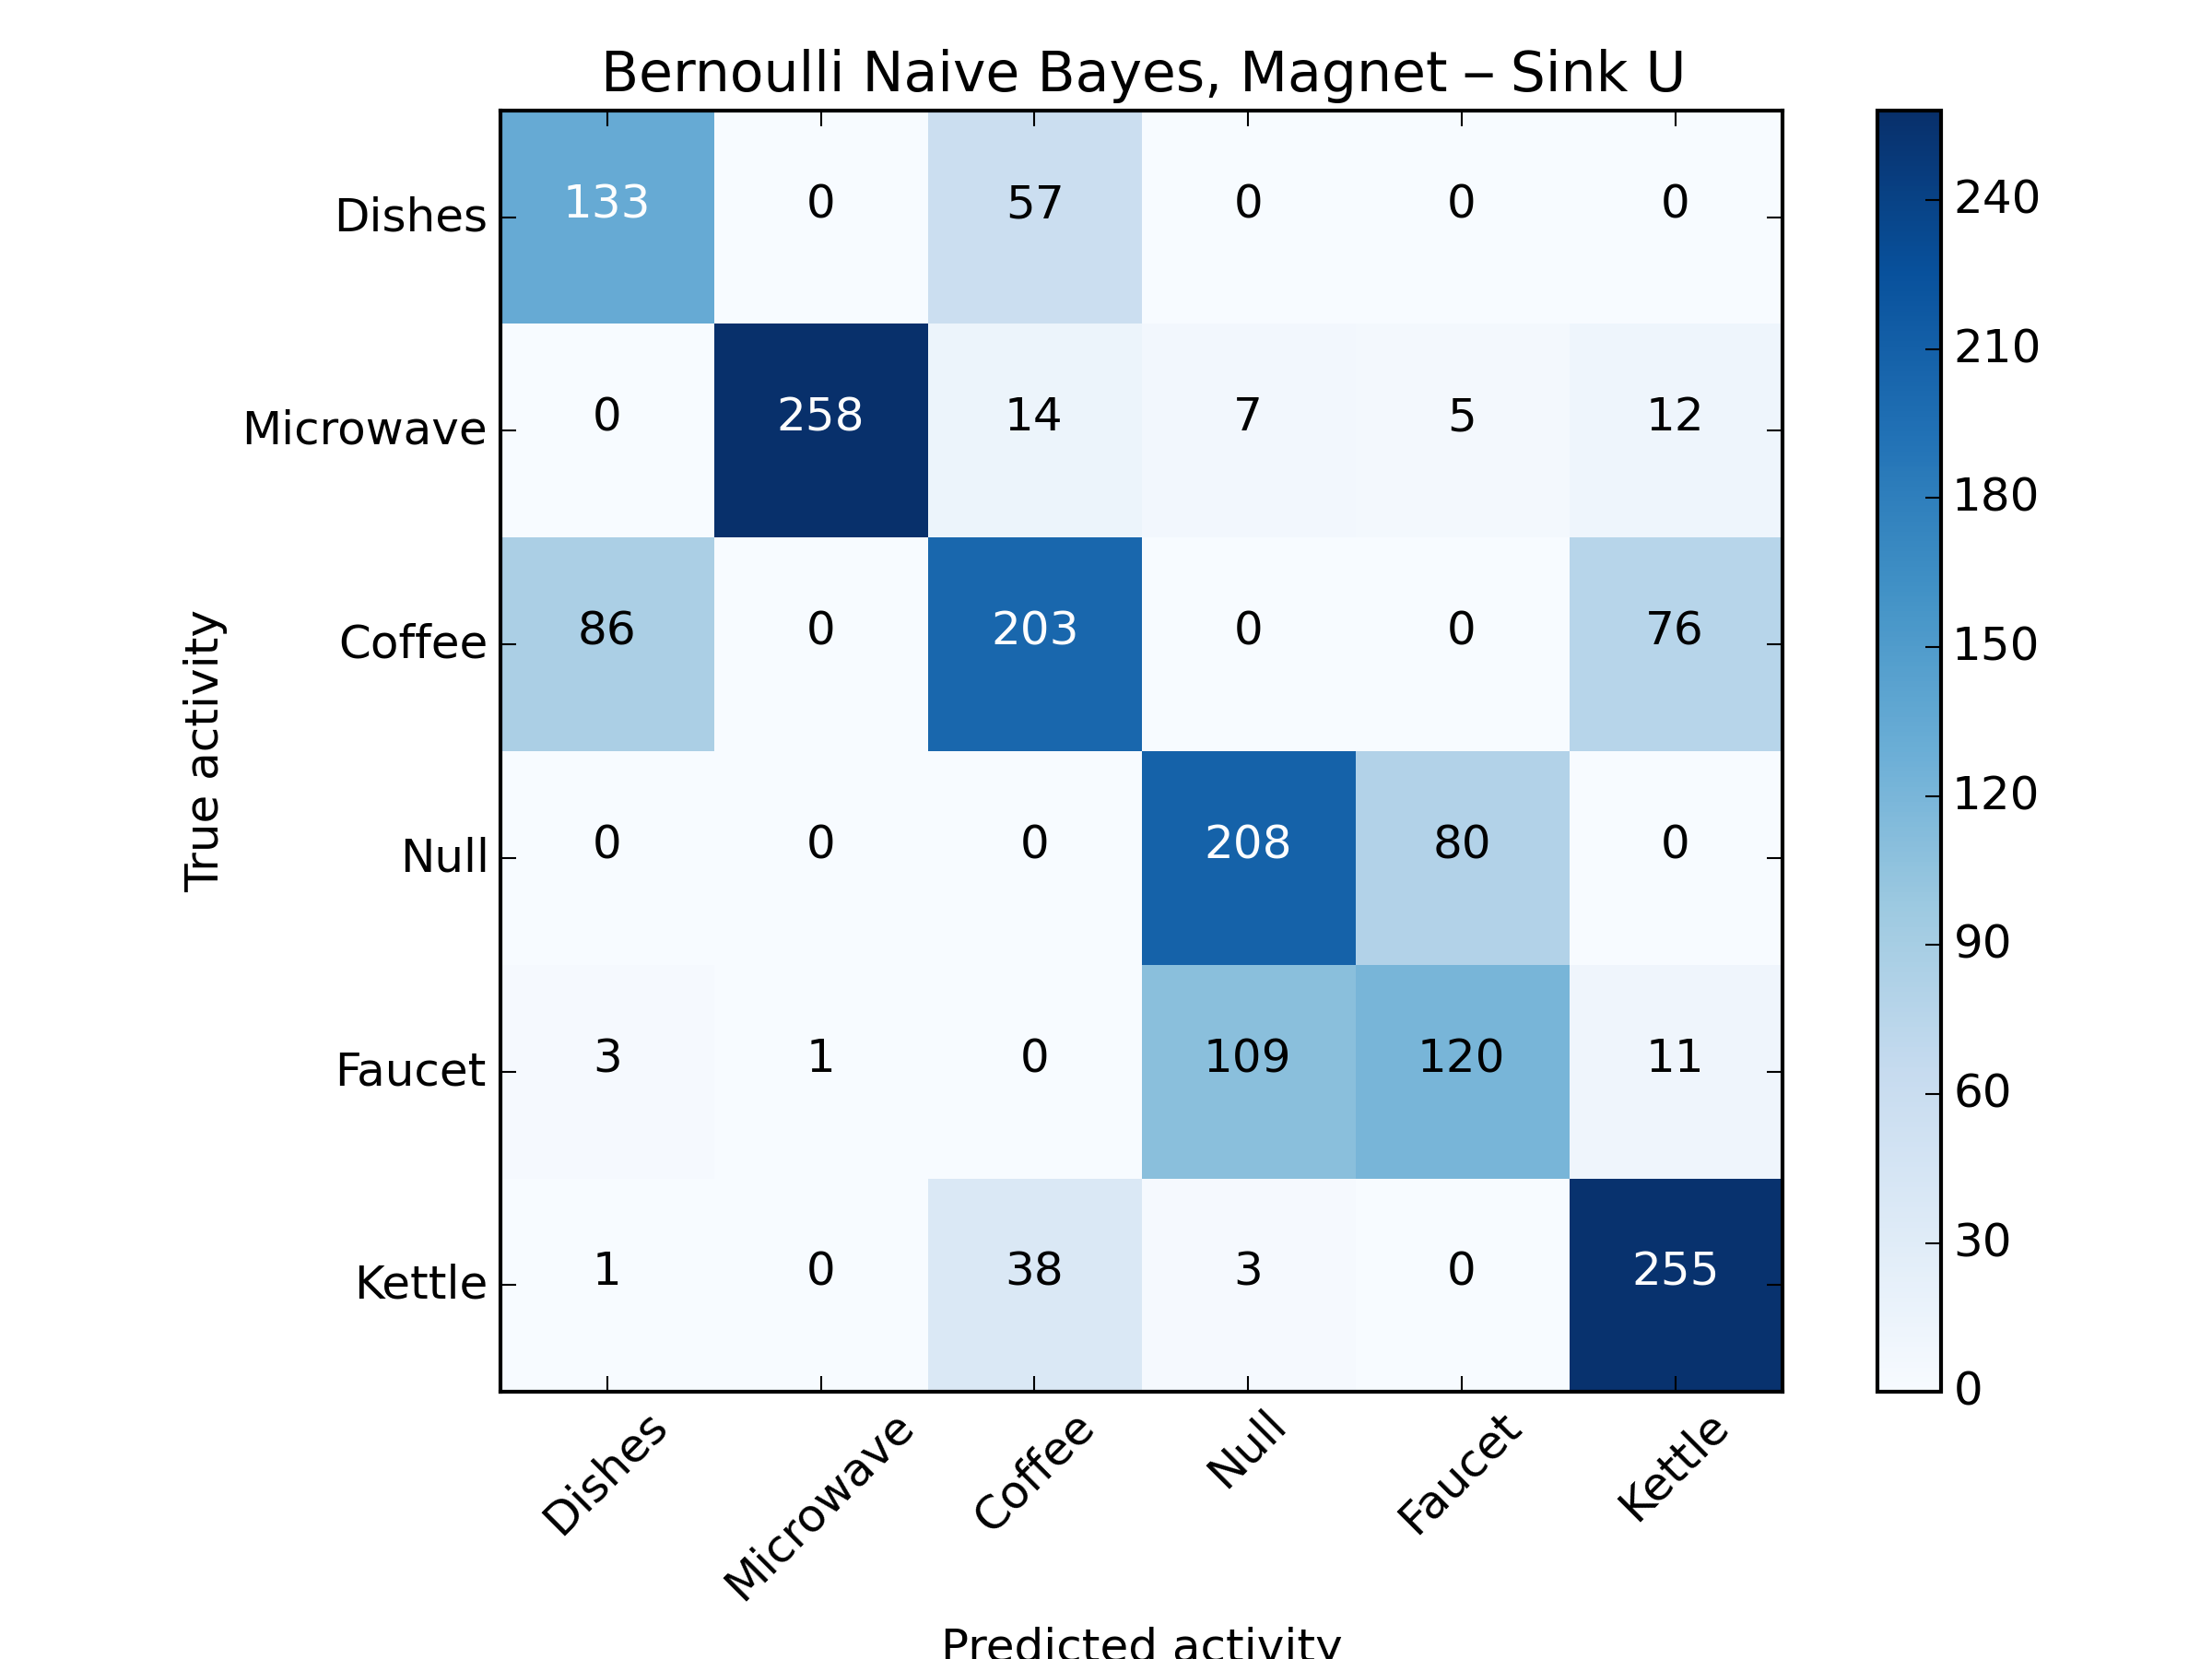 Bernoulli Naive Bayes, Magnet – Sink U
Dishes 133 0 57 0 0 0
Microwave 0 258 14 7 5 12
Coffee 86 0 203 0 0 76
Null 0 0 0 208 80 0
Faucet 3 1 0 109 120 11
Kettle 1 0 38 3 0 255
True activity
Dishes Microwave Coffee Null Faucet Kettle
Predicted activity
240
210
180
150
120
90
60
30
0